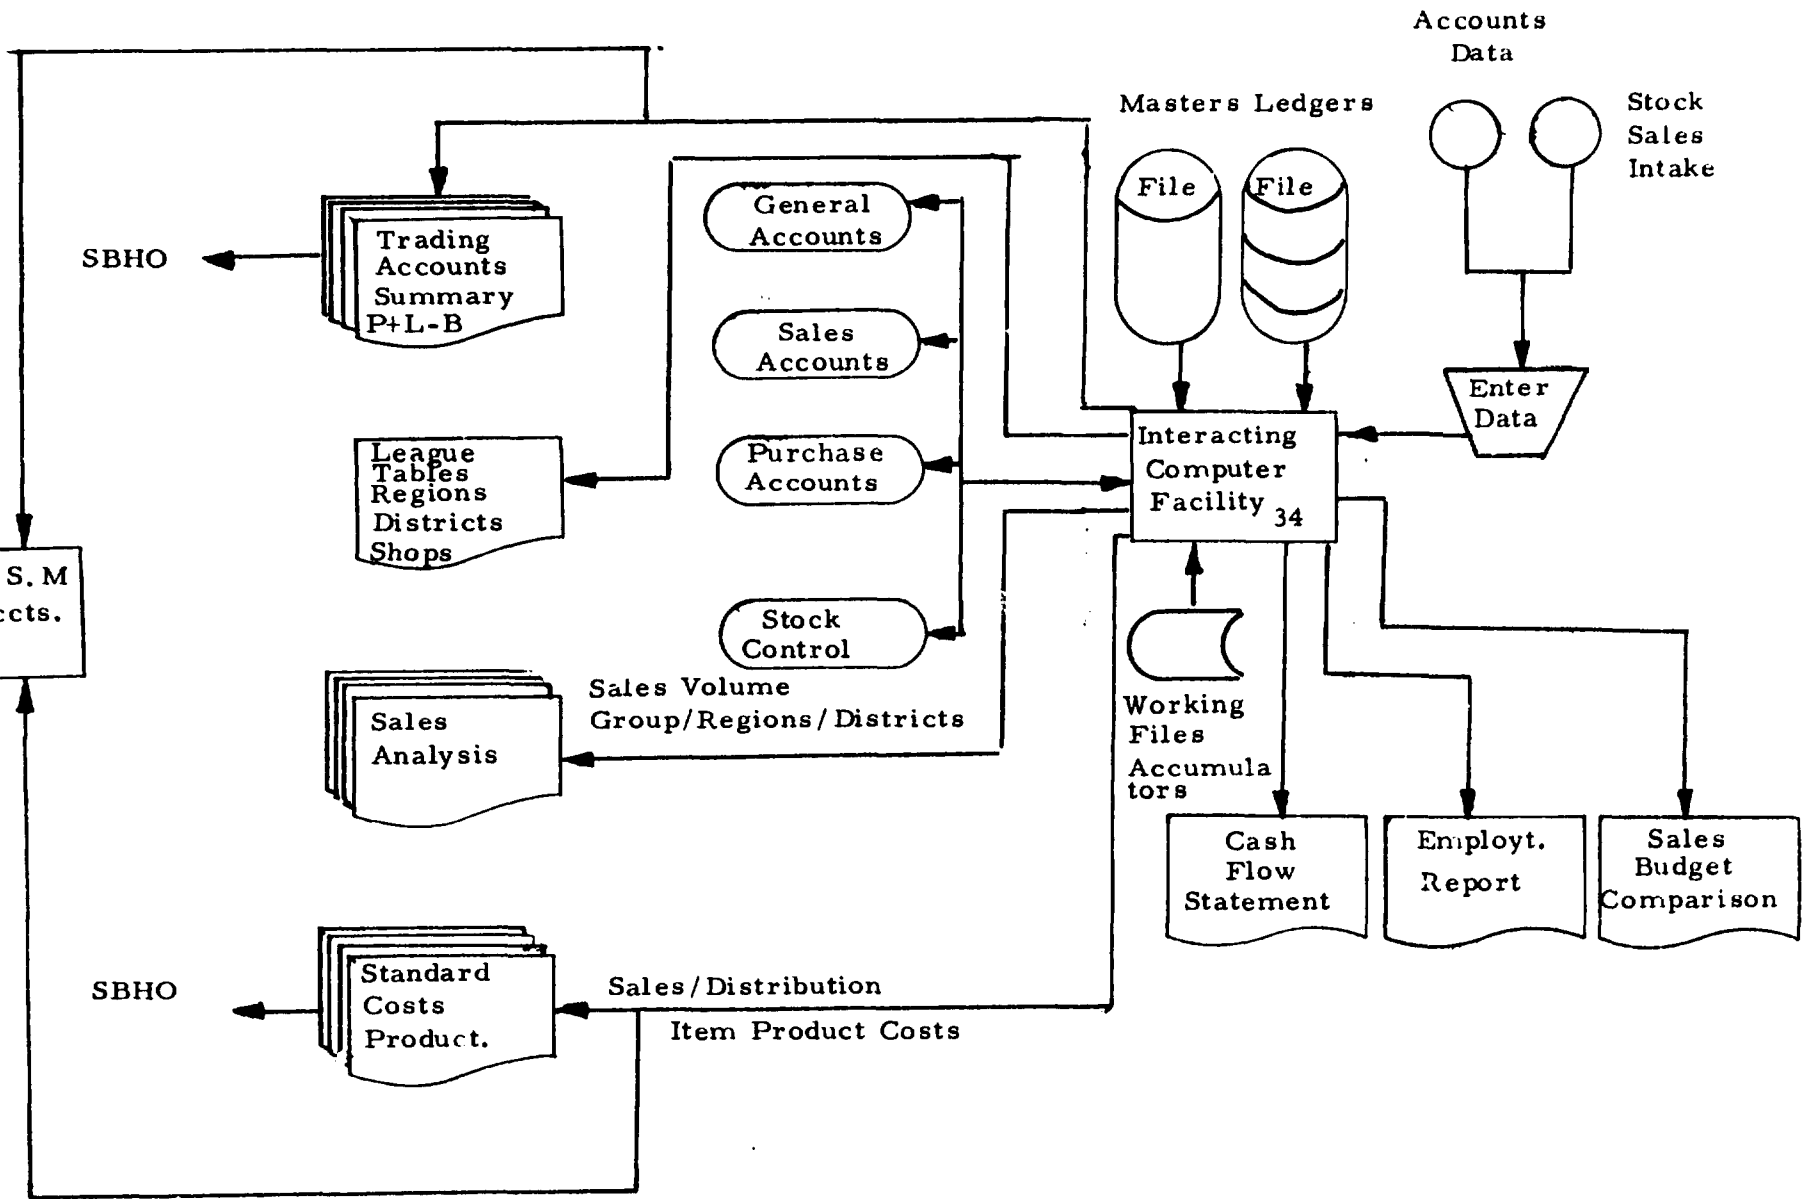 Accounts
Data
Stock
Sales
Intake
Masters Ledgers
File
File
Enter
Data
General
Accounts
Sales
Accounts
Purchase
Accounts
Stock
Control
SBHO
Trading
Accounts
Summary
P+L-B
League
Tables
Regions
Districts
Shops
Interacting
Computer
Facility 34
S. M
ccts.
Sales
Analysis
Sales Volume
Group/Regions/Districts
Working
Files
Accumula
tors
Cash
Flow
Statement
Employt.
Report
Sales
Budget
Comparison
SBHO
Standard
Costs
Product.
Sales/Distribution
Item Product Costs